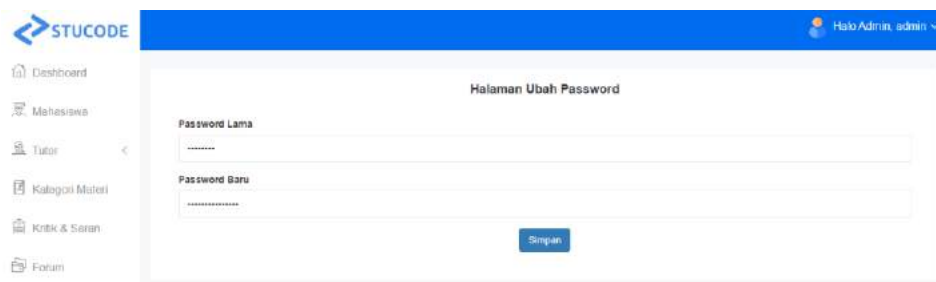 STUCODE
Halo Admin, admin
Dashboard
Mahasiswa
Tutor
Kategori Materi
Kritik & Saran
Forum
Halaman Ubah Password
Password Lama
--------
Password Baru
---------------
Simpan